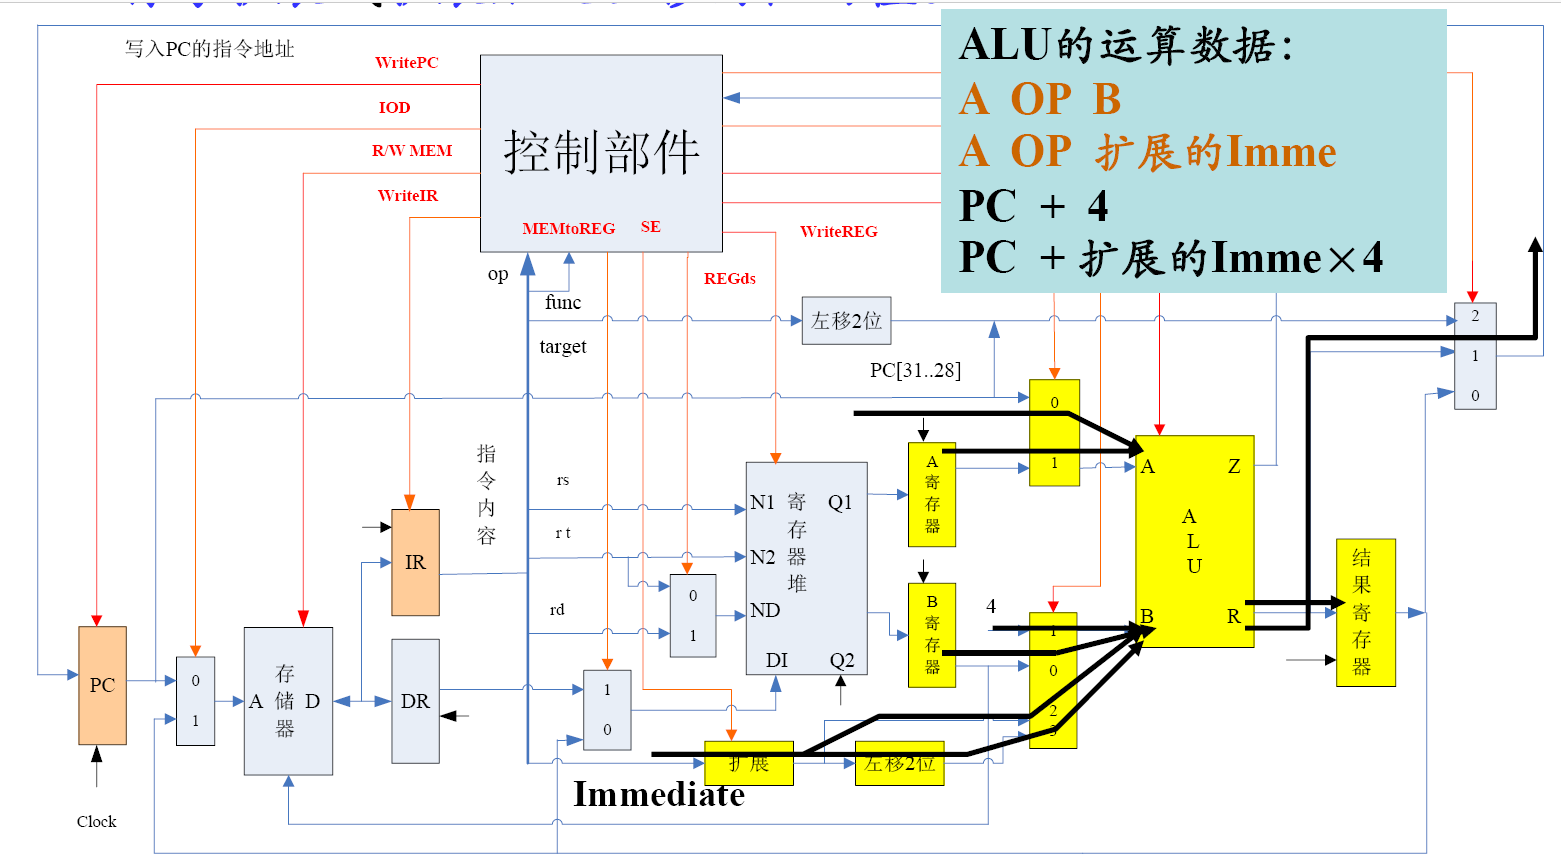 写入PC的指令地址
WritePC
IOD
R/W MEM
WriteIR
控制部件
MEMtoREG
SE
WriteREG
REGds
ALU的运算数据:
A OP B
A OP 扩展的Imme
PC + 4
PC + 扩展的Imme×4
op
func
target
左移2位
PC[31..28]
2
1
0
0
1
指令内容
rs
r t
rd
IR
N1
N2
ND
DI
Q1
Q2
寄存器堆
A寄存器
B寄存器
A
B
Z
R
ALU
4
1
0
2
3
结果寄存器
0
1
PC
0
1
A
存储器
D
DR
1
0
扩展
左移2位
Immediate
Clock